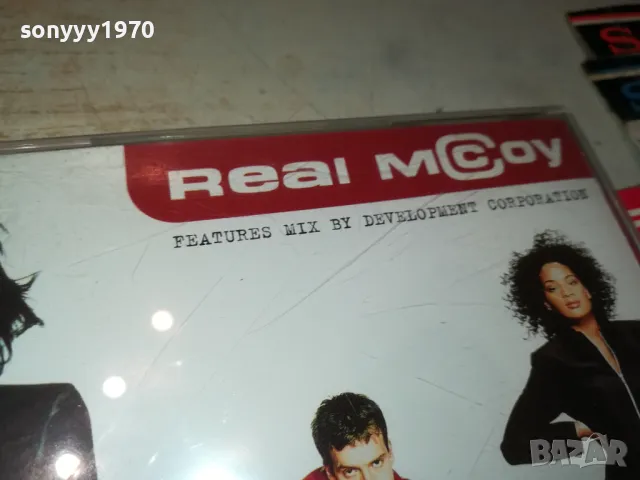 sonyyy1970
Real McCoy
FEATURES MIX BY DEVELOPMENT CORPORATION
BAZAR